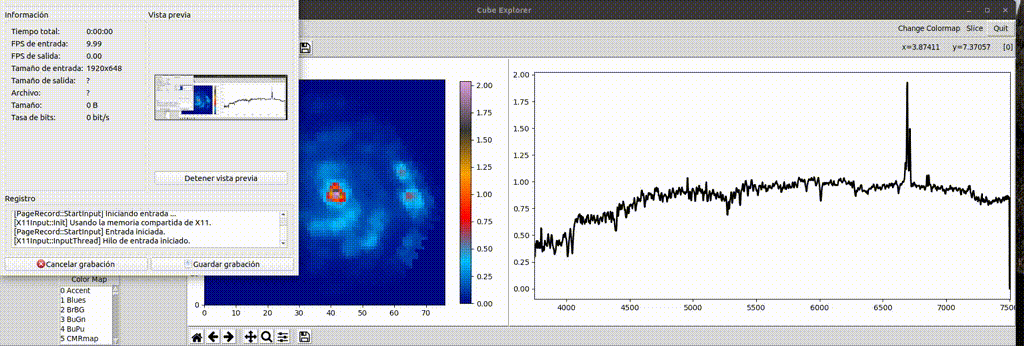 Cube Explorer
Información
Vista previa
Tiempo total: 0:00:00
FPS de entrada: 9.99
FPS de salida: 0.00
Tamaño de entrada: 1920x648
Tamaño de salida: ?
Archivo: ?
Tamaño: 0 B
Tasa de bits: 0 bit/s
Detener vista previa
Registro
[PageRecord::StartInput] Iniciando entrada ...
[X11Input::Init] Usando la memoria compartida de X11.
[PageRecord::StartInput] Entrada iniciada.
[X11Input::InputThread] Hilo de entrada iniciado.
Cancelar grabación
Guardar grabación
Change Colormap Slice Quit
x=3.87411 y=7.37057 [0]
Color Map
0 Accent
1 Blues
2 BrBG
3 BuGn
4 BuPu
5 CMRmap
0
0 10 20 30 40 50 60 70
2.00
1.75
1.50
1.25
1.00
0.75
0.50
0.25
0.00
2.00
1.75
1.50
1.25
1.00
0.75
0.50
0.25
0.00
4000 4500 5000 5500 6000 6500 7000 7500